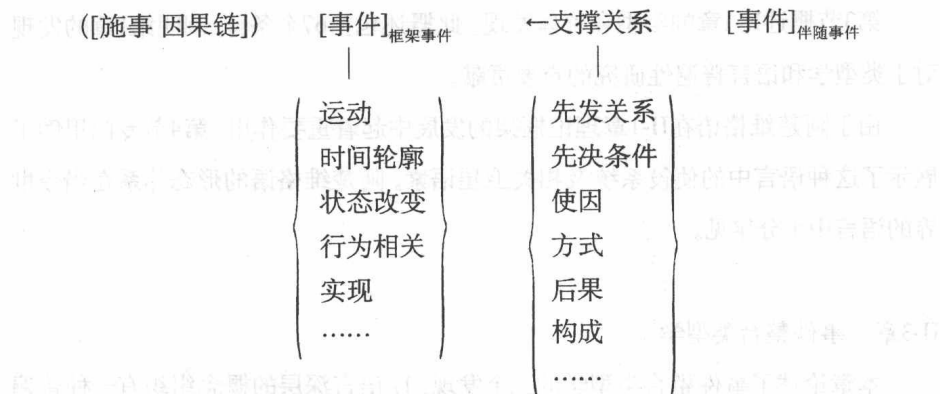 ([施事 因果链]) [事件]框架事件 ←支撑关系 [事件]伴随事件
运动 先发关系
时间轮廓 先决条件
状态改变 使因
行为相关 方式
实现 后果
…… 构成
……